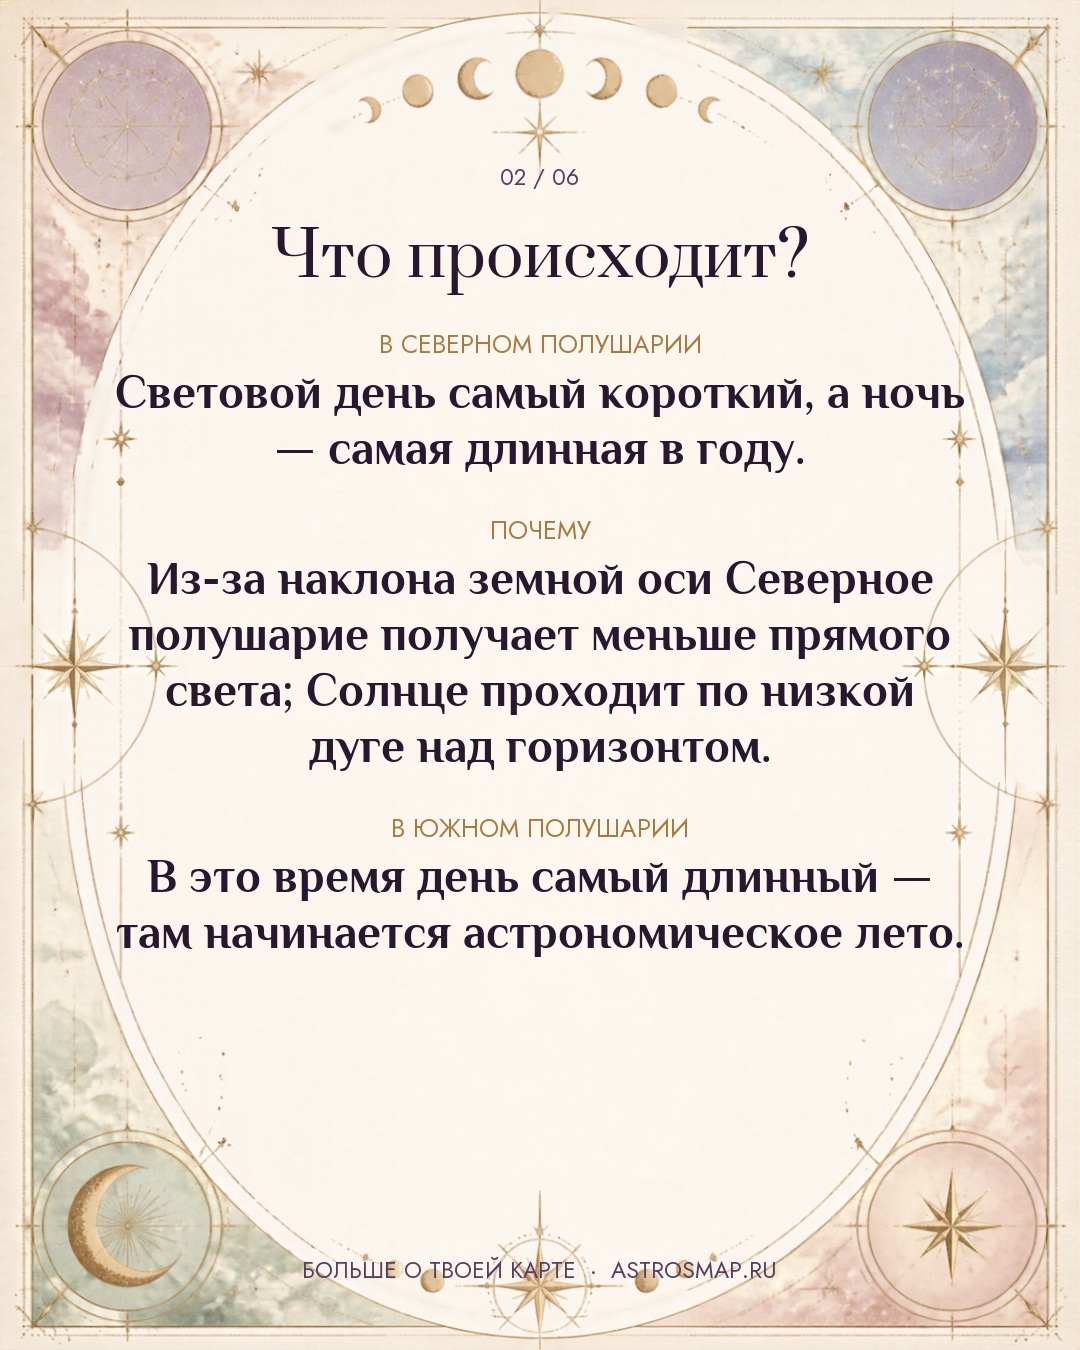 02 / 06
Что происходит?
В СЕВЕРНОМ ПОЛУШАРИИ
Световой день самый короткий, а ночь
— самая длинная в году.
ПОЧЕМУ
Из-за наклона земной оси Северное
полушарие получает меньше прямого
света; Солнце проходит по низкой
дуге над горизонтом.
В ЮЖНОМ ПОЛУШАРИИ
В это время день самый длинный —
там начинается астрономическое лето.
БОЛЬШЕ О ТВОЕЙ КАРТЕ · ASTROSMAP.RU